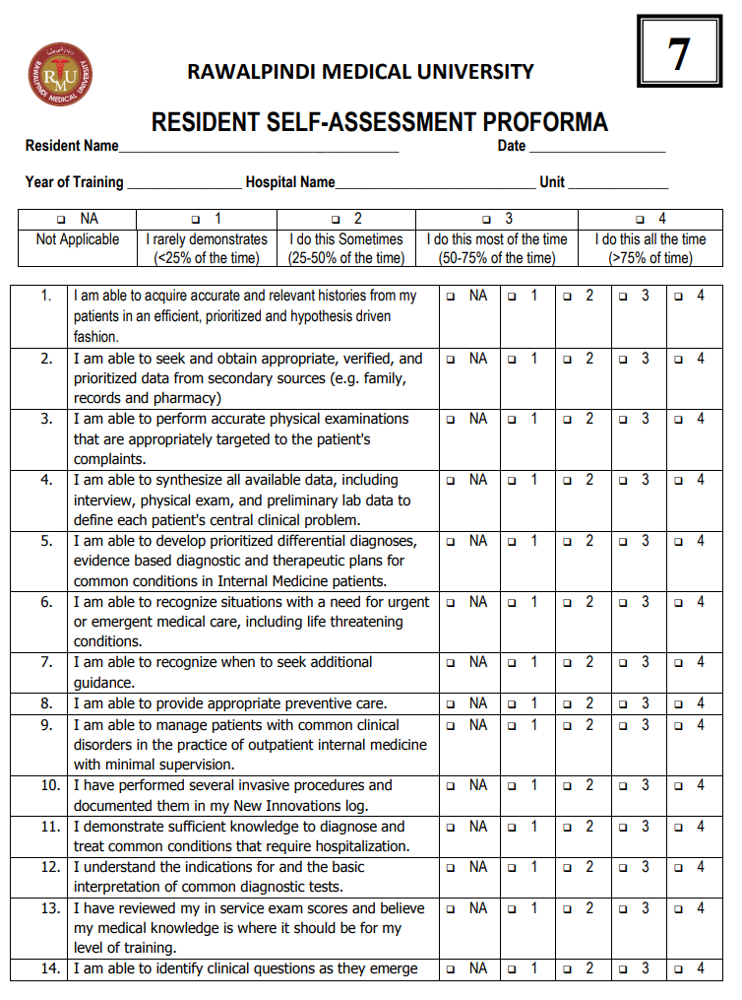 7
RAWALPINDI MEDICAL UNIVERSITY
RMU
RAWALPINDI MEDICAL UNIVERSITY
RESIDENT SELF-ASSESSMENT PROFORMA
Resident Name____________________________________ Date __________________
Year of Training _______________ Hospital Name__________________________ Unit _____________
❑ NA ❑ 1 ❑ 2 ❑ 3 ❑ 4
Not Applicable I rarely demonstrates I do this Sometimes I do this most of the time I do this all the time
(<25% of the time) (25-50% of the time) (50-75% of the time) (>75% of time)
1. I am able to acquire accurate and relevant histories from my ❑ NA ❑ 1 ❑ 2 ❑ 3 ❑ 4
patients in an efficient, prioritized and hypothesis driven
fashion.
2. I am able to seek and obtain appropriate, verified, and ❑ NA ❑ 1 ❑ 2 ❑ 3 ❑ 4
prioritized data from secondary sources (e.g. family,
records and pharmacy)
3. I am able to perform accurate physical examinations ❑ NA ❑ 1 ❑ 2 ❑ 3 ❑ 4
that are appropriately targeted to the patient's
complaints.
4. I am able to synthesize all available data, including ❑ NA ❑ 1 ❑ 2 ❑ 3 ❑ 4
interview, physical exam, and preliminary lab data to
define each patient's central clinical problem.
5. I am able to develop prioritized differential diagnoses, ❑ NA ❑ 1 ❑ 2 ❑ 3 ❑ 4
evidence based diagnostic and therapeutic plans for
common conditions in Internal Medicine patients.
6. I am able to recognize situations with a need for urgent ❑ NA ❑ 1 ❑ 2 ❑ 3 ❑ 4
or emergent medical care, including life threatening
conditions.
7. I am able to recognize when to seek additional ❑ NA ❑ 1 ❑ 2 ❑ 3 ❑ 4
guidance.
8. I am able to provide appropriate preventive care. ❑ NA ❑ 1 ❑ 2 ❑ 3 ❑ 4
9. I am able to manage patients with common clinical ❑ NA ❑ 1 ❑ 2 ❑ 3 ❑ 4
disorders in the practice of outpatient internal medicine
with minimal supervision.
10. I have performed several invasive procedures and ❑ NA ❑ 1 ❑ 2 ❑ 3 ❑ 4
documented them in my New Innovations log.
11. I demonstrate sufficient knowledge to diagnose and ❑ NA ❑ 1 ❑ 2 ❑ 3 ❑ 4
treat common conditions that require hospitalization.
12. I understand the indications for and the basic ❑ NA ❑ 1 ❑ 2 ❑ 3 ❑ 4
interpretation of common diagnostic tests.
13. I have reviewed my in service exam scores and believe ❑ NA ❑ 1 ❑ 2 ❑ 3 ❑ 4
my medical knowledge is where it should be for my
level of training.
14. I am able to identify clinical questions as they emerge ❑ NA ❑ 1 ❑ 2 ❑ 3 ❑ 4